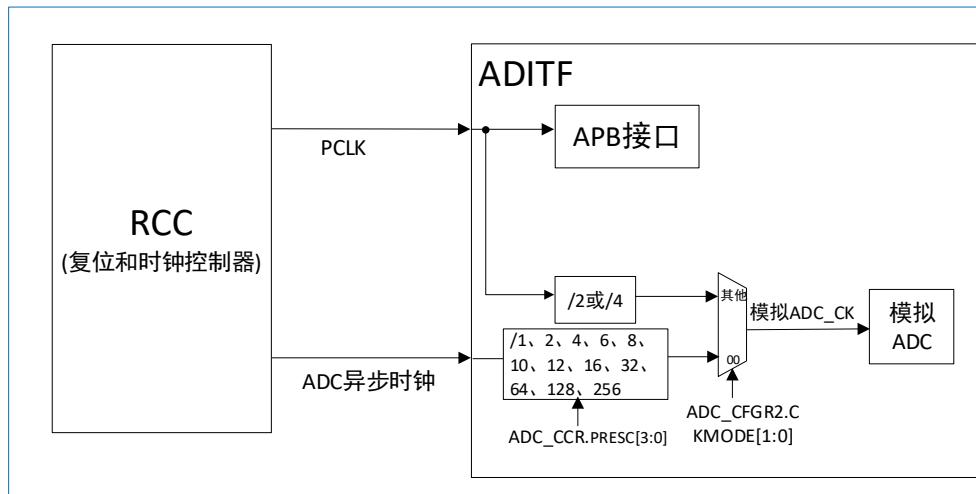 ADITF
PCLK
APB接口
RCC
(复位和时钟控制器)
/2或/4
其他
模拟ADC_CK
模拟
ADC
ADC异步时钟
/1、2、4、6、8、
10、12、16、32、
64、128、256
00
ADC_CCR.PRESC[3:0]
ADC_CFGR2.C
KMODE[1:0]